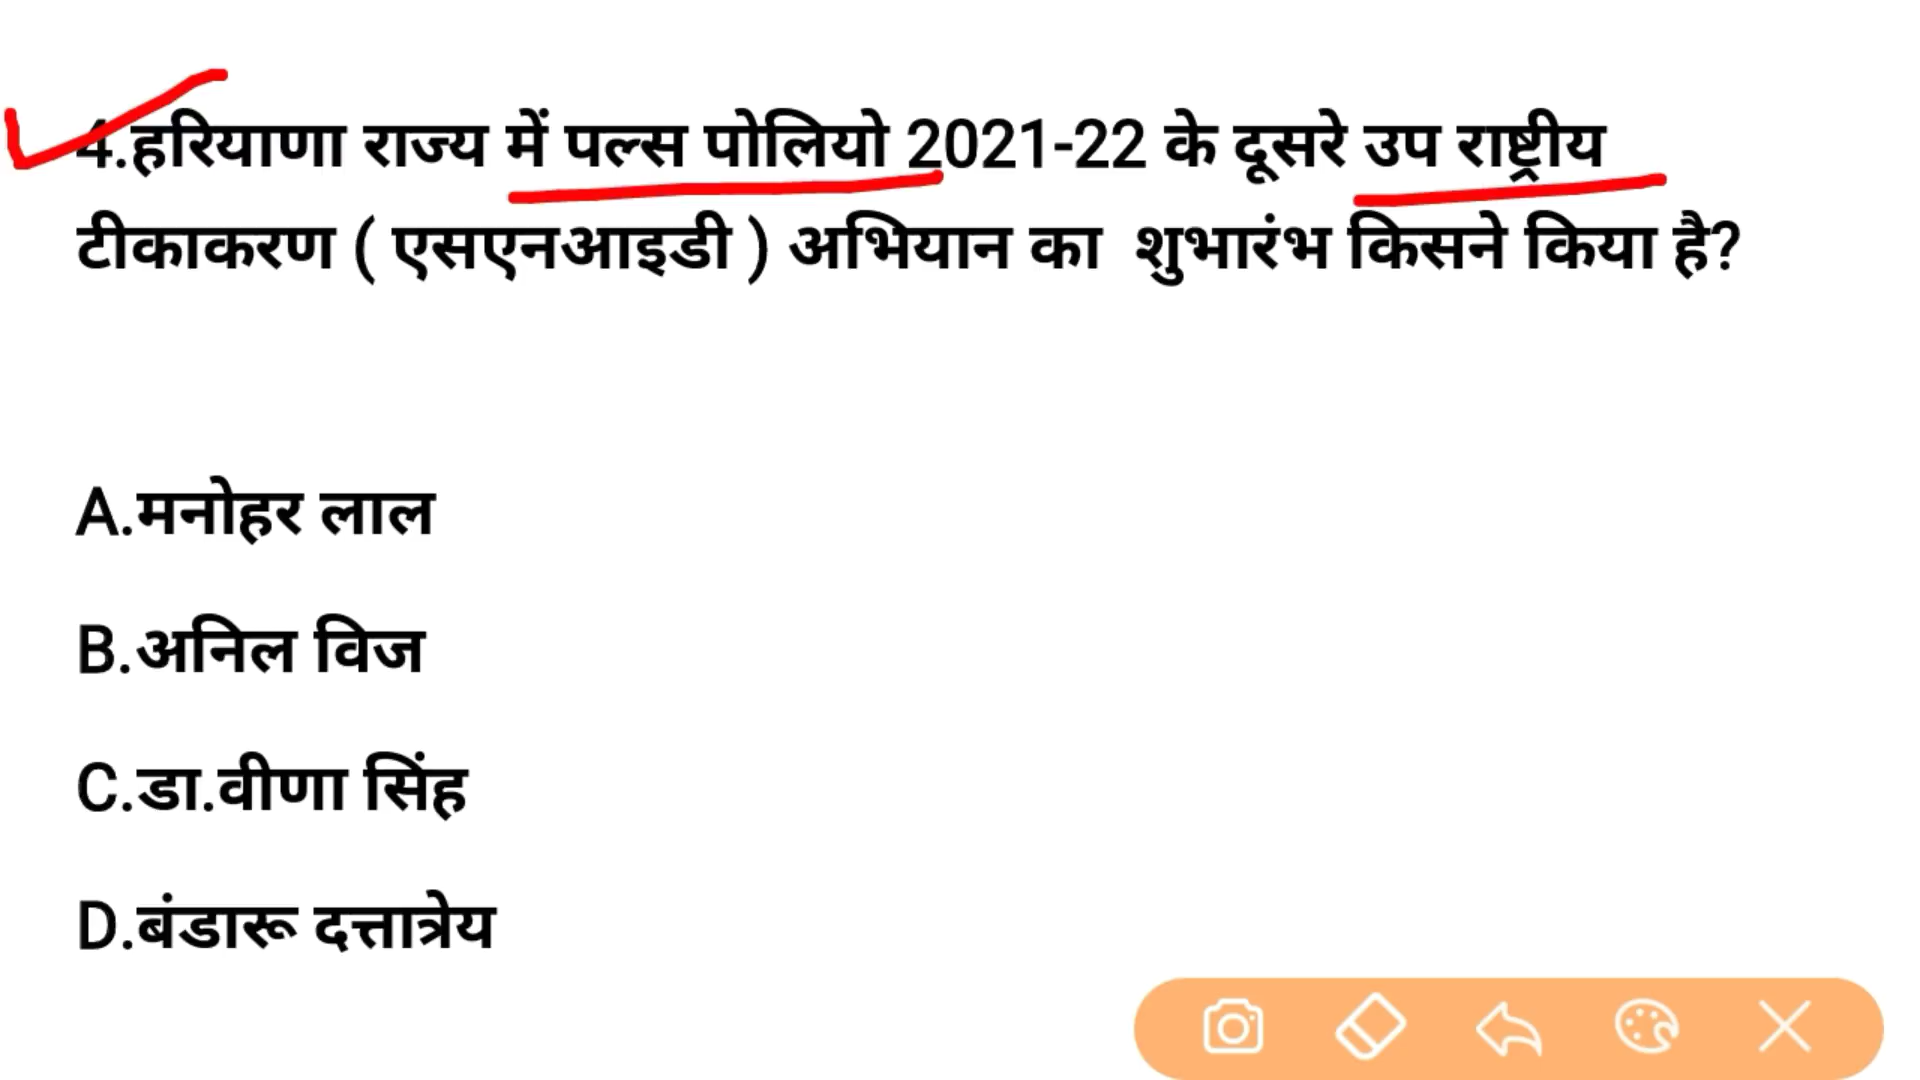 4.हरियाणा राज्य में पल्स पोलियो 2021-22 के दूसरे उप राष्ट्रीय
टीकाकरण ( एसएनआइडी ) अभियान का  शुभारंभ किसने किया है?
A.मनोहर लाल
B.अनिल विज
C.डा.वीणा सिंह
D.बंडारू दत्तात्रेय